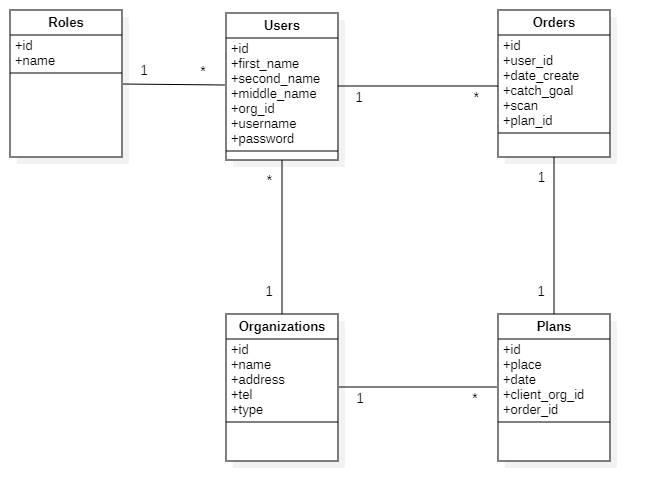 Roles
+id
+name
1
*
Users
+id
+first_name
+second_name
+middle_name
+org_id
+username
+password
1
*
Orders
+id
+user_id
+date_create
+catch_goal
+scan
+plan_id
*
1
1
1
Organizations
+id
+name
+address
+tel
+type
1
*
Plans
+id
+place
+date
+client_org_id
+order_id